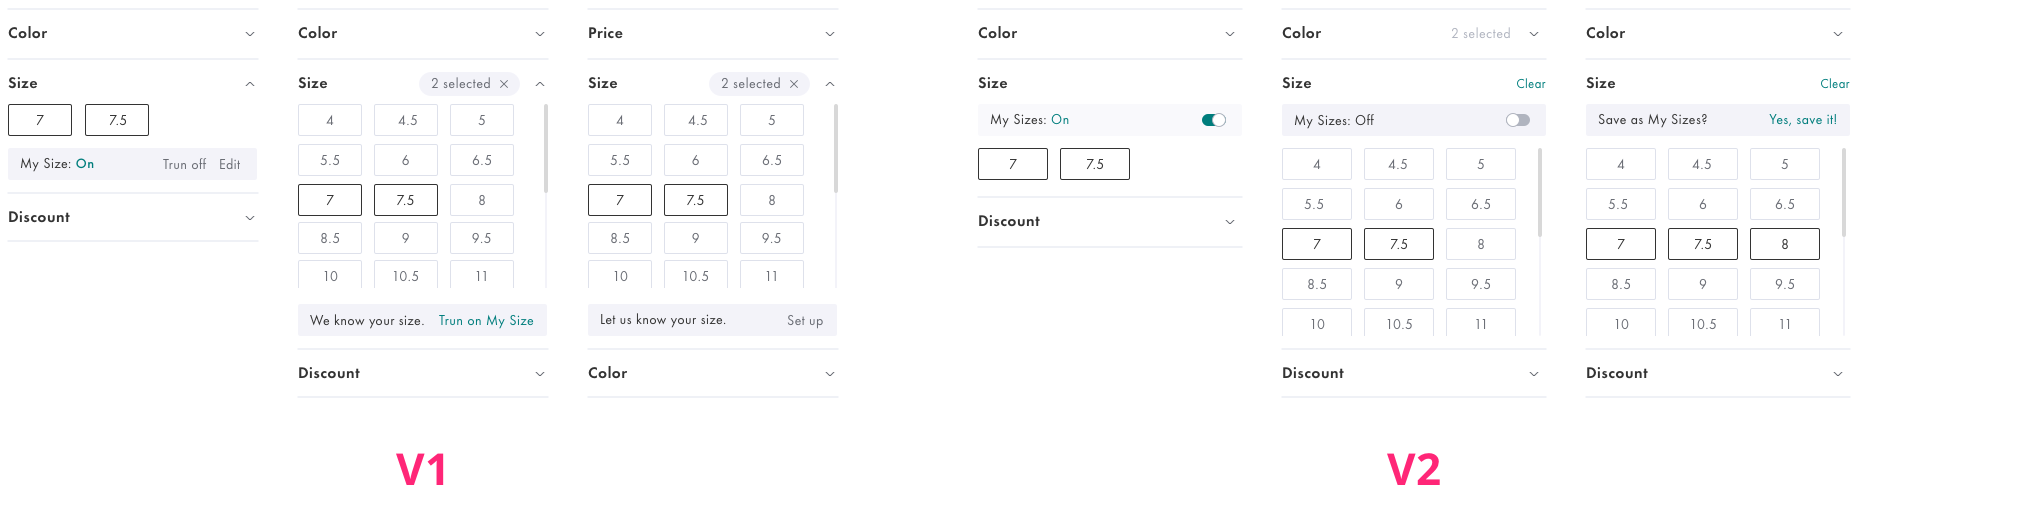 Color
Size
7 7.5
My Size: On Trun off Edit
Discount
Color
Size 2 selected
4 4.5 5
5.5 6 6.5
7 7.5 8
8.5 9 9.5
10 10.5 11
We know your size. Trun on My Size
Discount
Price
Size 2 selected
4 4.5 5
5.5 6 6.5
7 7.5 8
8.5 9 9.5
10 10.5 11
Let us know your size. Set up
Color
V1
Color
Size
My Sizes: On
7 7.5
Discount
Color 2 selected
Size Clear
My Sizes: Off
4 4.5 5
5.5 6 6.5
7 7.5 8
8.5 9 9.5
10 10.5 11
Discount
Color
Size Clear
Save as My Sizes? Yes, save it!
4 4.5 5
5.5 6 6.5
7 7.5 8
8.5 9 9.5
10 10.5 11
Discount
V2